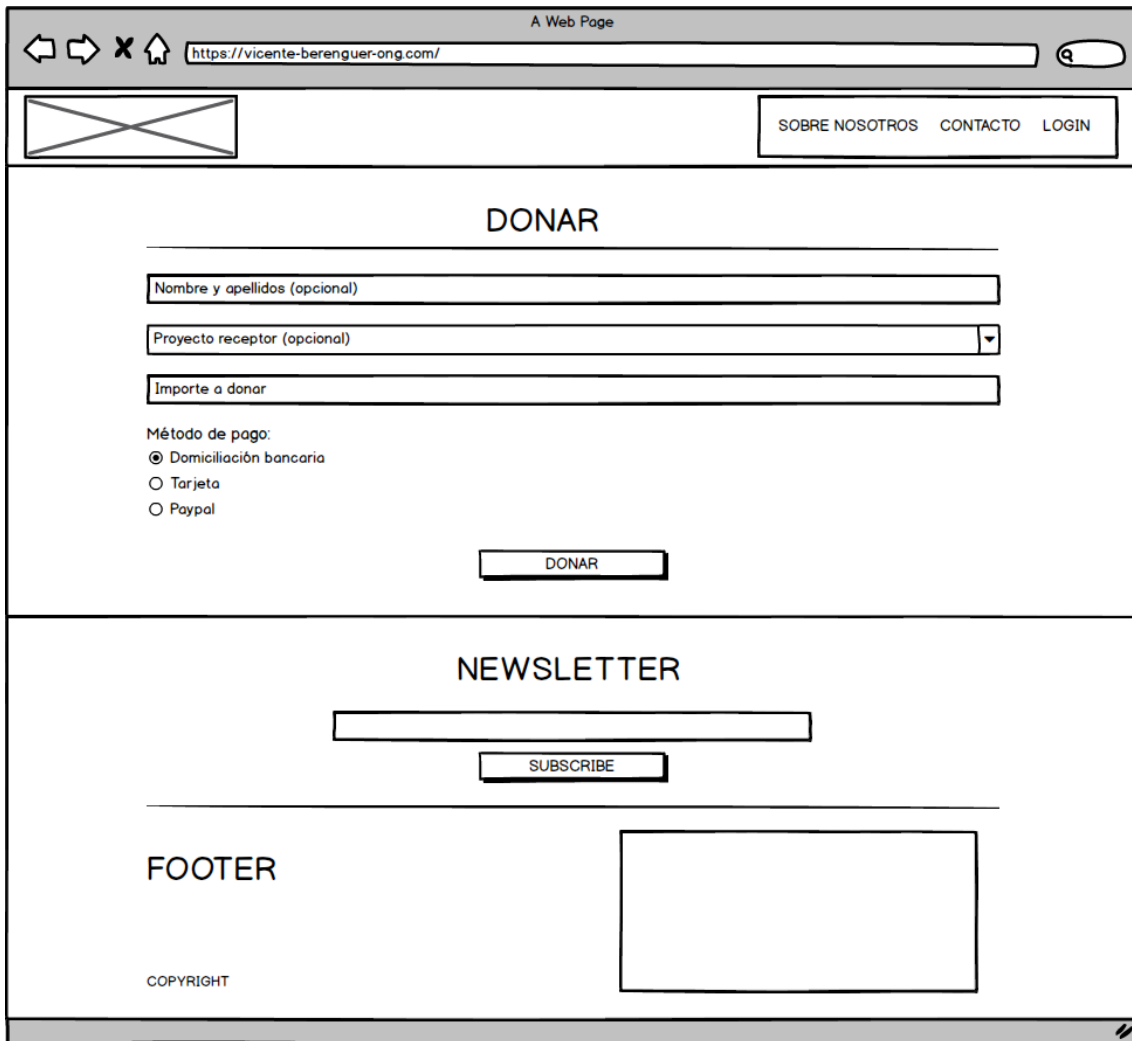 A Web Page
https://vicente-berenguer-ong.com/
SOBRE NOSOTROS CONTACTO LOGIN
DONAR
Nombre y apellidos (opcional)
Proyecto receptor (opcional)
Importe a donar
Método de pago:
Domiciliación bancaria
Tarjeta
Paypal
DONAR
NEWSLETTER
SUBSCRIBE
FOOTER
COPYRIGHT